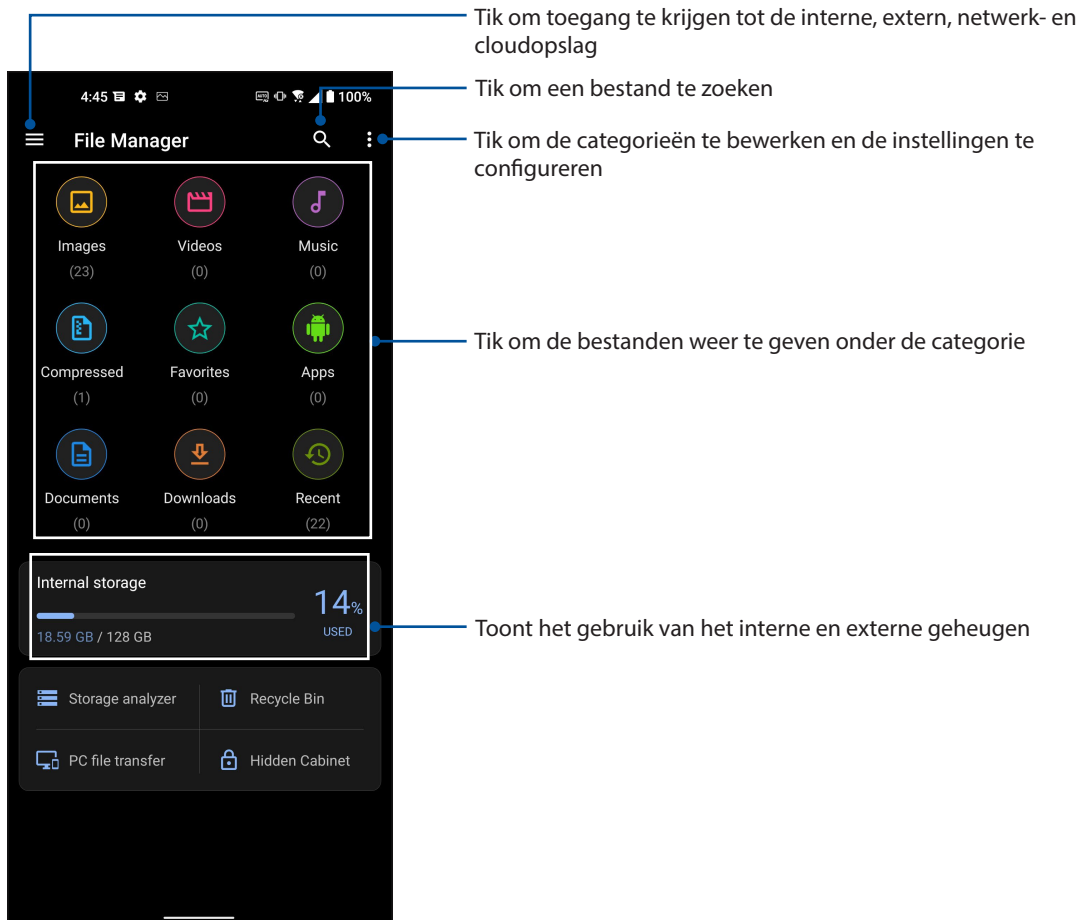 Tik om toegang te krijgen tot de interne, extern, netwerk- en
cloudopslag
Tik om een bestand te zoeken
Tik om de categorieën te bewerken en de instellingen te
configureren
Tik om de bestanden weer te geven onder de categorie
Toont het gebruik van het interne en externe geheugen
4:45 100%
File Manager
Images Videos Music
(23) (0) (0)
Compressed Favorites Apps
(1) (0) (0)
Documents Downloads Recent
(0) (0) (22)
Internal storage
14%
18.59 GB / 128 GB USED
Storage analyzer Recycle Bin
PC file transfer Hidden Cabinet